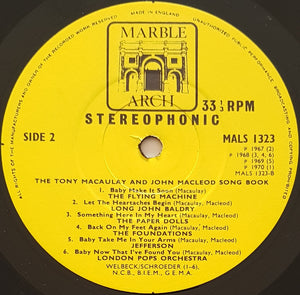 MADE IN ENGLAND
ALL RIGHTS OF THE MANUFACTURER AND OF THE OWNER OF THE RECORDED WORK RESERVED
UNAUTHORISED PUBLIC PERFORMANCE, BROADCASTING AND COPYING OF THIS RECORD PROHIBITED
MARBLE
ARCH
33⅓ RPM
STEREOPHONIC
SIDE 2
MALS 1323
℗ 1967 (2)
℗ 1968 (3, 4, 6)
℗ 1969 (5)
℗ 1970 (1)
MALS 1323-B
THE TONY MACAULAY AND JOHN MACLEOD SONG BOOK
1. Baby Make It Soon (Macaulay)
THE FLYING MACHINE
2. Let The Heartaches Begin (Macaulay, Macleod)
LONG JOHN BALDRY
3. Something Here In My Heart (Macaulay, Macleod)
THE PAPER DOLLS
4. Back On My Feet Again (Macaulay, Macleod)
THE FOUNDATIONS
5. Baby Take Me In Your Arms (Macaulay, Macleod)
JEFFERSON
6. Baby Now That I've Found You (Macaulay, Macleod)
LONDON POPS ORCHESTRA
WELBECK/SCHROEDER (1-6).
N.C.B., B.I.E.M., G.E.M.A.